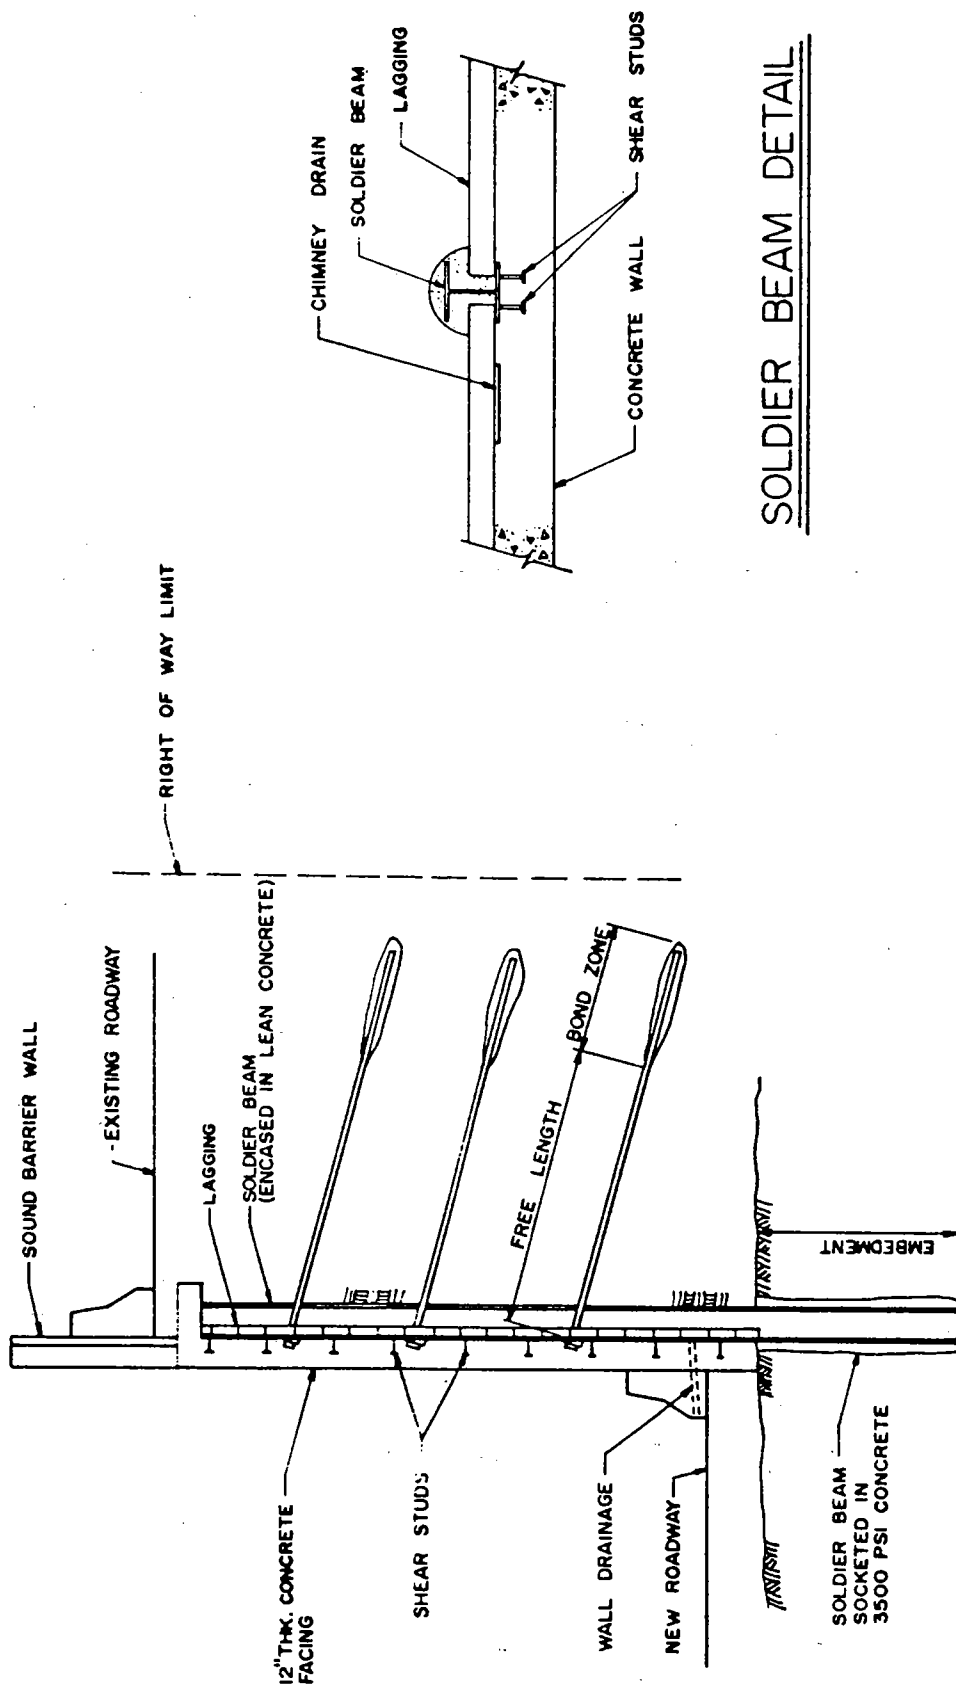 SOUND BARRIER WALL
EXISTING ROADWAY
RIGHT OF WAY LIMIT
LAGGING
SOLDIER BEAM
(ENCASED IN LEAN CONCRETE)
12" THK. CONCRETE
FACING
SHEAR STUDS
FREE LENGTH
BOND ZONE
WALL DRAINAGE
NEW ROADWAY
EMBEDMENT
SOLDIER BEAM
SOCKETED IN
3500 PSI CONCRETE
CHIMNEY DRAIN
SOLDIER BEAM
LAGGING
CONCRETE WALL
SHEAR STUDS
SOLDIER BEAM DETAIL